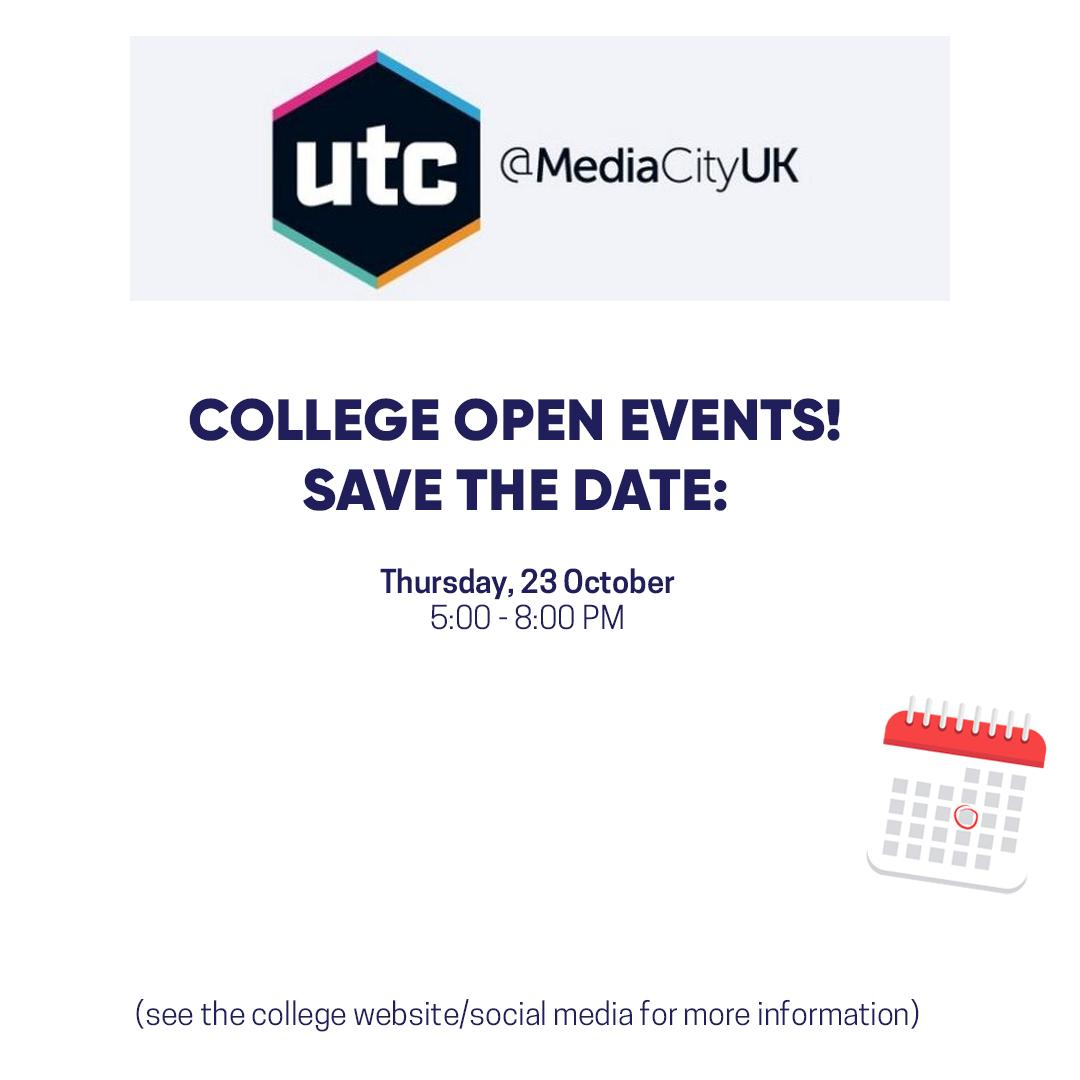 utc @MediaCityUK
COLLEGE OPEN EVENTS!
SAVE THE DATE:
Thursday, 23 October
5:00 - 8:00 PM
(see the college website/social media for more information)